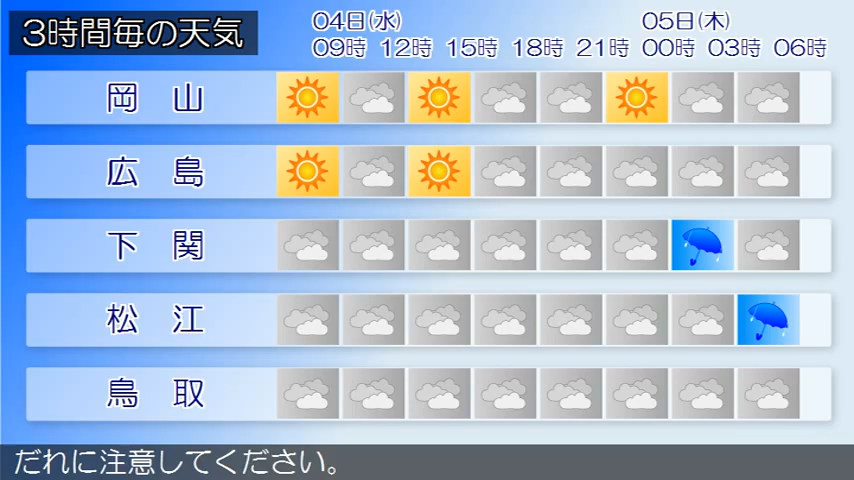 3時間毎の天気
04日(水) 05日(木)
09時 12時 15時 18時 21時 00時 03時 06時
岡 山
広 島
下 関
松 江
鳥 取
だれに注意してください。